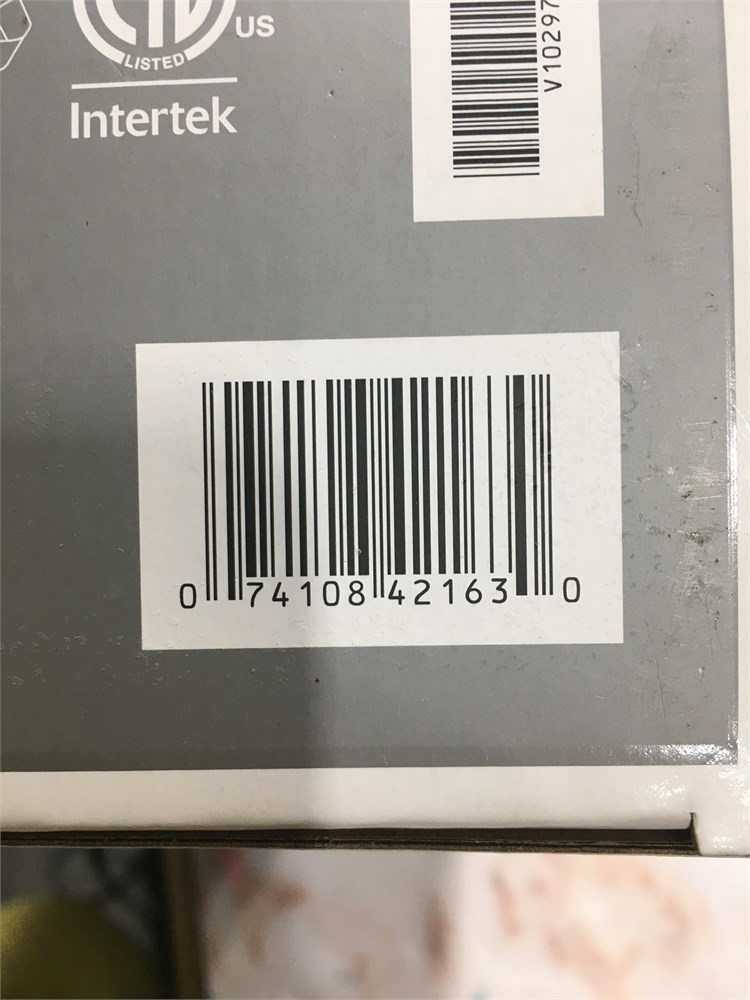 LISTED
US
Intertek
V10297
0 74108 42163 0